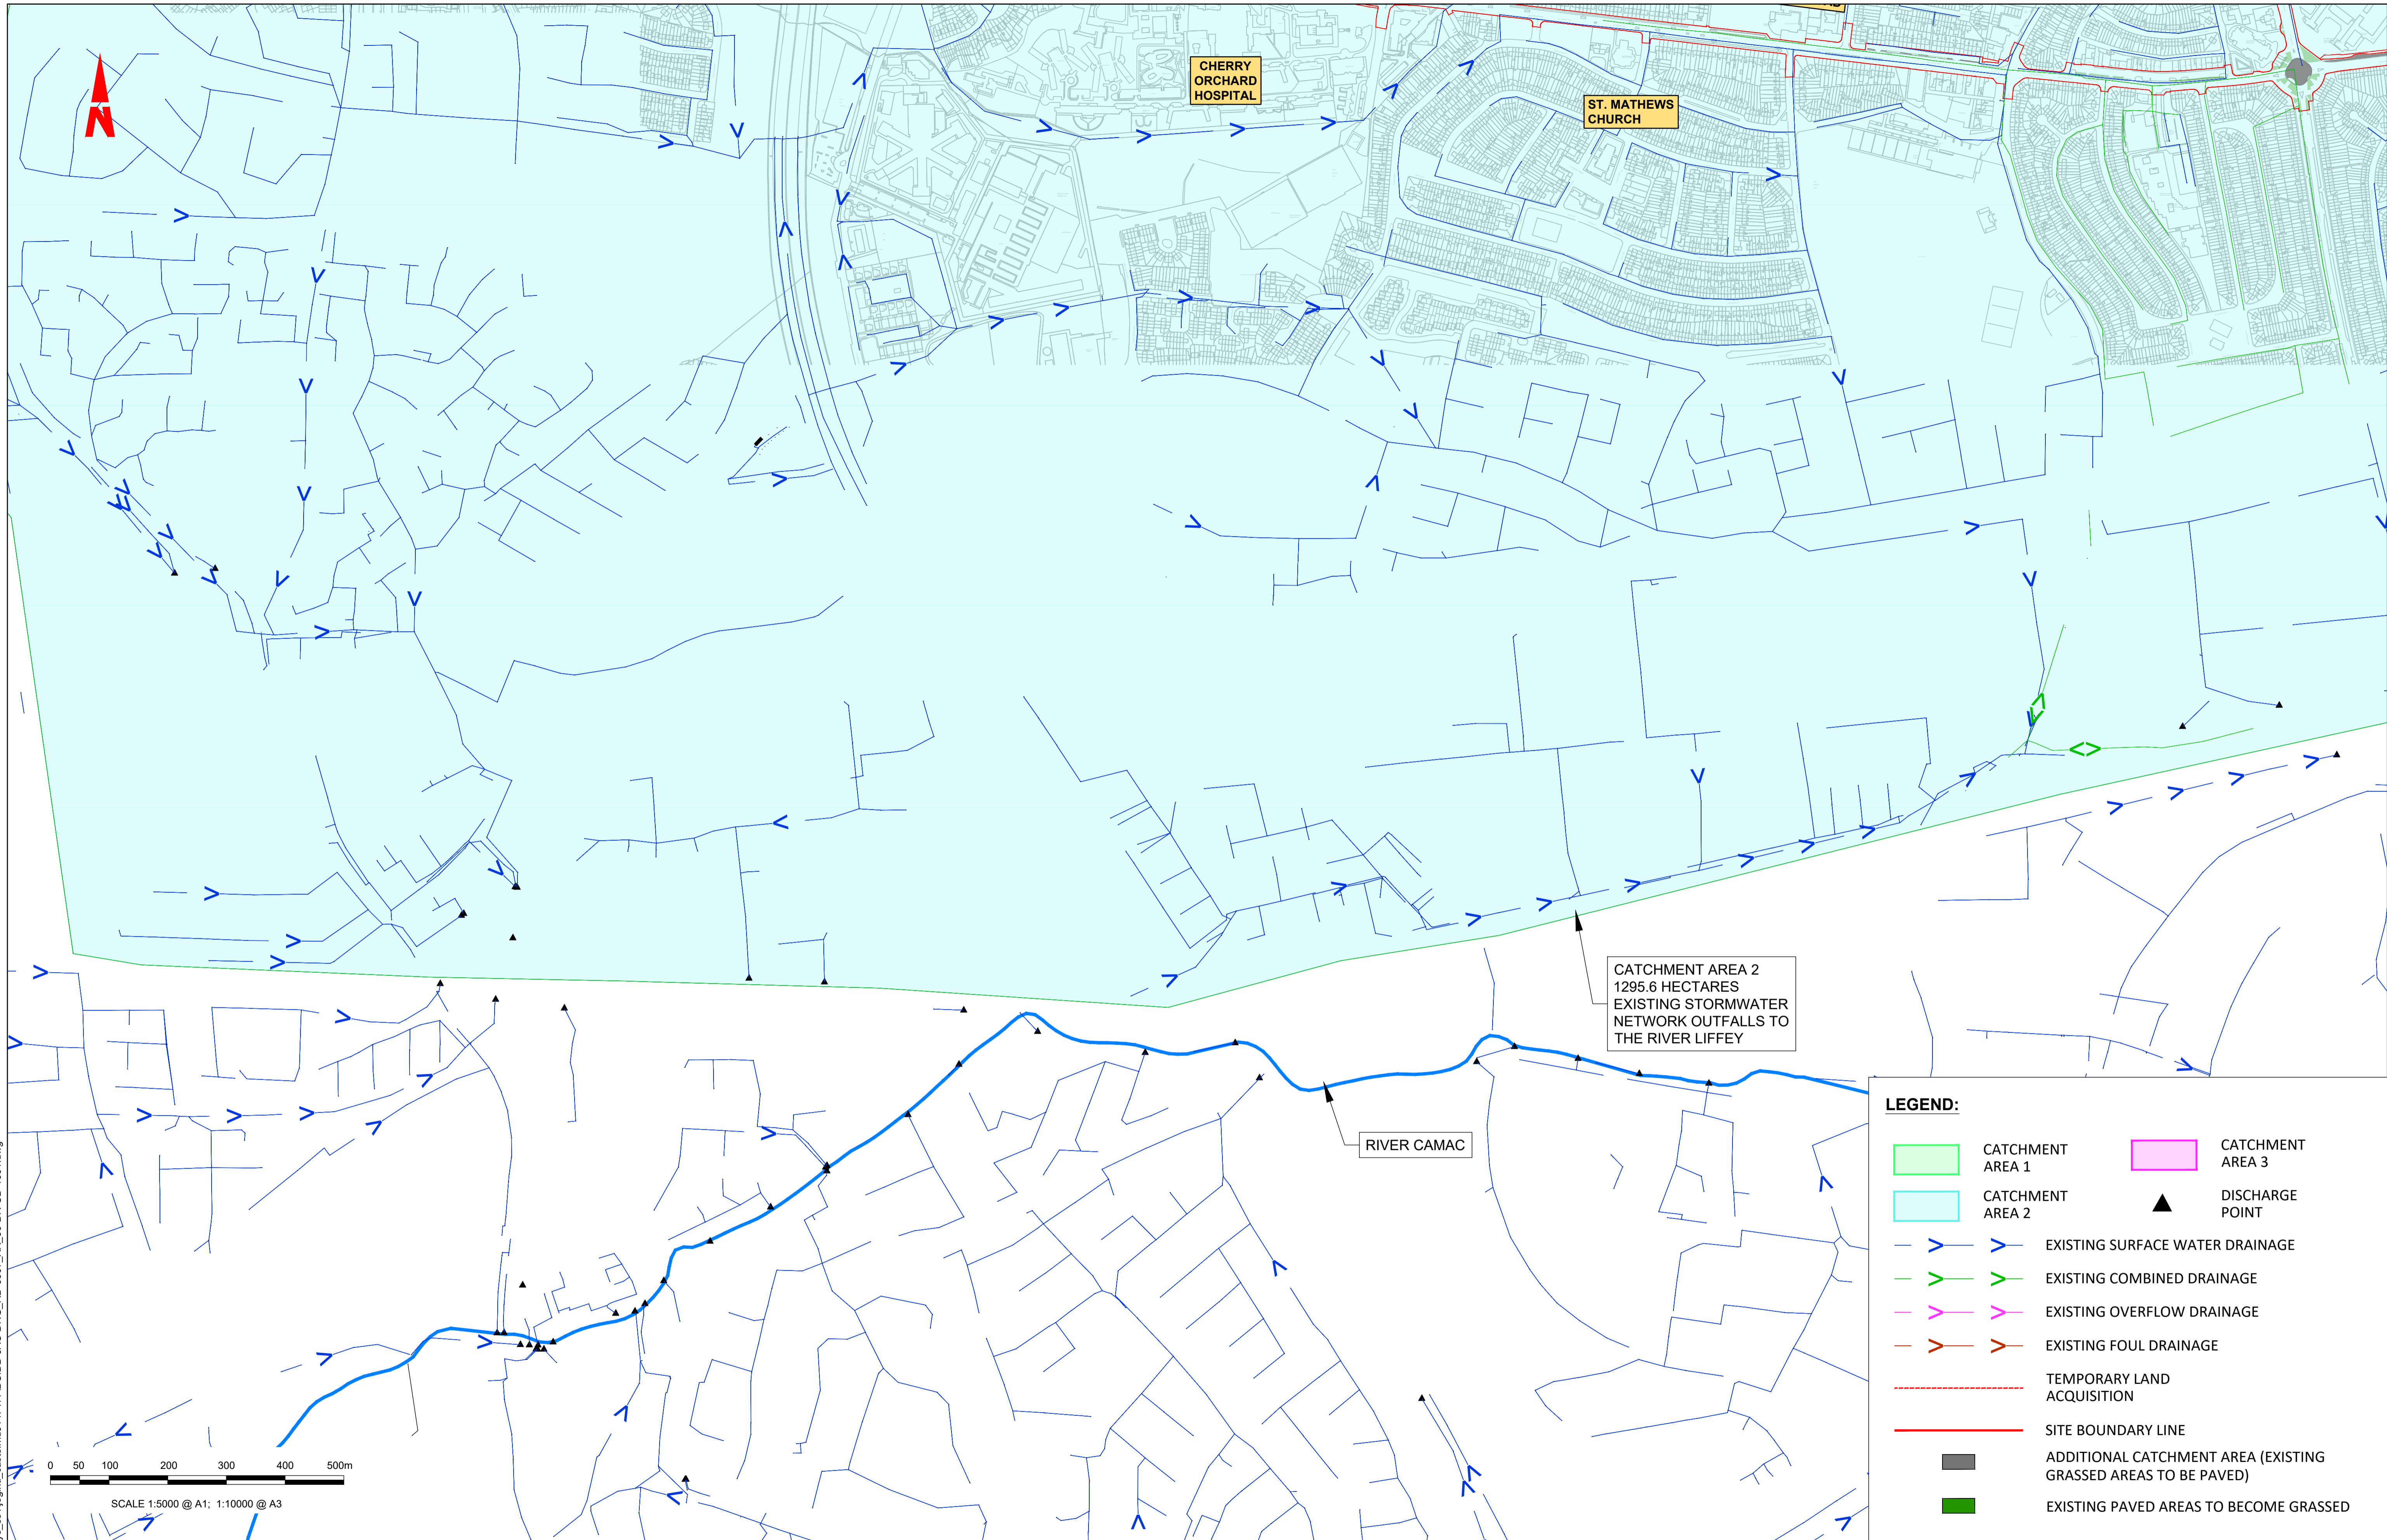 N
CHERRY
ORCHARD
HOSPITAL
ST. MATHEWS
CHURCH
CATCHMENT AREA 2
1295.6 HECTARES
EXISTING STORMWATER
NETWORK OUTFALLS TO
THE RIVER LIFFEY
RIVER CAMAC
0 50 100 200 300 400 500m
SCALE 1:5000 @ A1; 1:10000 @ A3
LEGEND:
CATCHMENT
AREA 1
CATCHMENT
AREA 3
CATCHMENT
AREA 2
DISCHARGE
POINT
EXISTING SURFACE WATER DRAINAGE
EXISTING COMBINED DRAINAGE
EXISTING OVERFLOW DRAINAGE
EXISTING FOUL DRAINAGE
TEMPORARY LAND
ACQUISITION
SITE BOUNDARY LINE
ADDITIONAL CATCHMENT AREA (EXISTING
GRASSED AREAS TO BE PAVED)
EXISTING PAVED AREAS TO BECOME GRASSED